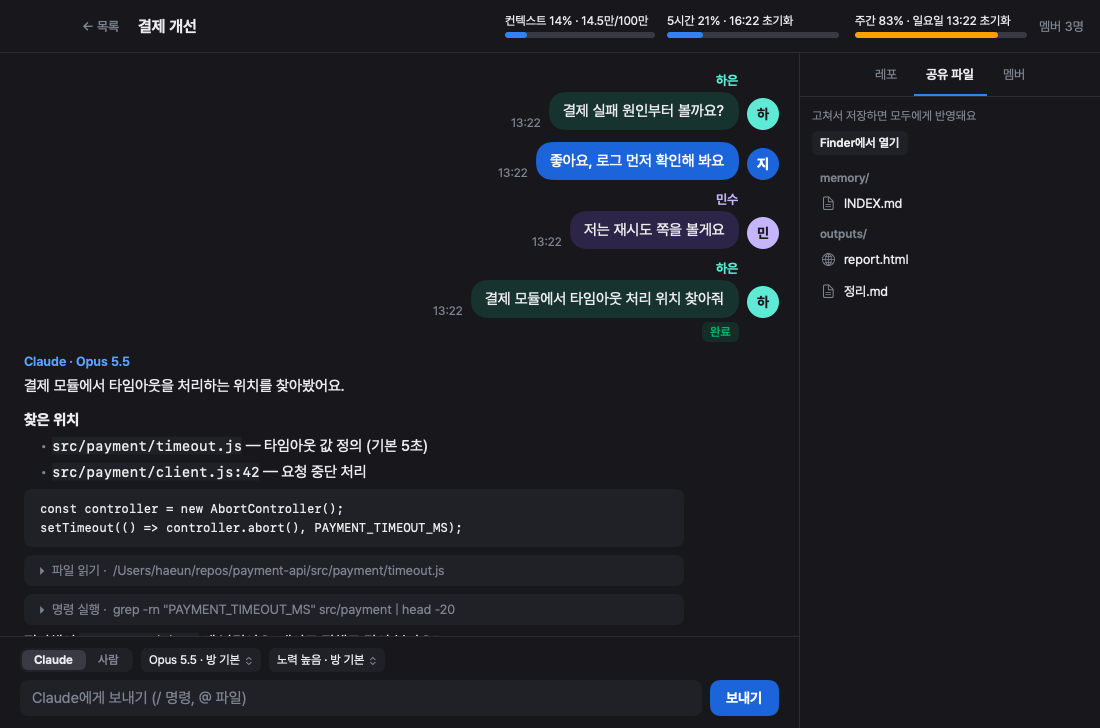 ← 목록
결제 개선
컨텍스트 14% · 14.5만/100만
5시간 21% · 16:22 초기화
주간 83% · 일요일 13:22 초기화
멤버 3명
하은
결제 실패 원인부터 볼까요?
하
13:22
좋아요, 로그 먼저 확인해 봐요
지
13:22
민수
저는 재시도 쪽을 볼게요
민
13:22
하은
결제 모듈에서 타임아웃 처리 위치 찾아줘
하
13:22
완료
Claude · Opus 5.5
결제 모듈에서 타임아웃을 처리하는 위치를 찾아봤어요.
찾은 위치
• src/payment/timeout.js — 타임아웃 값 정의 (기본 5초)
• src/payment/client.js:42 — 요청 중단 처리
const controller = new AbortController();
setTimeout(() => controller.abort(), PAYMENT_TIMEOUT_MS);
파일 읽기 · /Users/haeun/repos/payment-api/src/payment/timeout.js
명령 실행 · grep -rn "PAYMENT_TIMEOUT_MS" src/payment | head -20
Claude
사람
Opus 5.5 · 방 기본
노력 높음 · 방 기본
Claude에게 보내기 (/ 명령, @ 파일)
보내기
레포
공유 파일
멤버
고쳐서 저장하면 모두에게 반영돼요
Finder에서 열기
memory/
INDEX.md
outputs/
report.html
정리.md